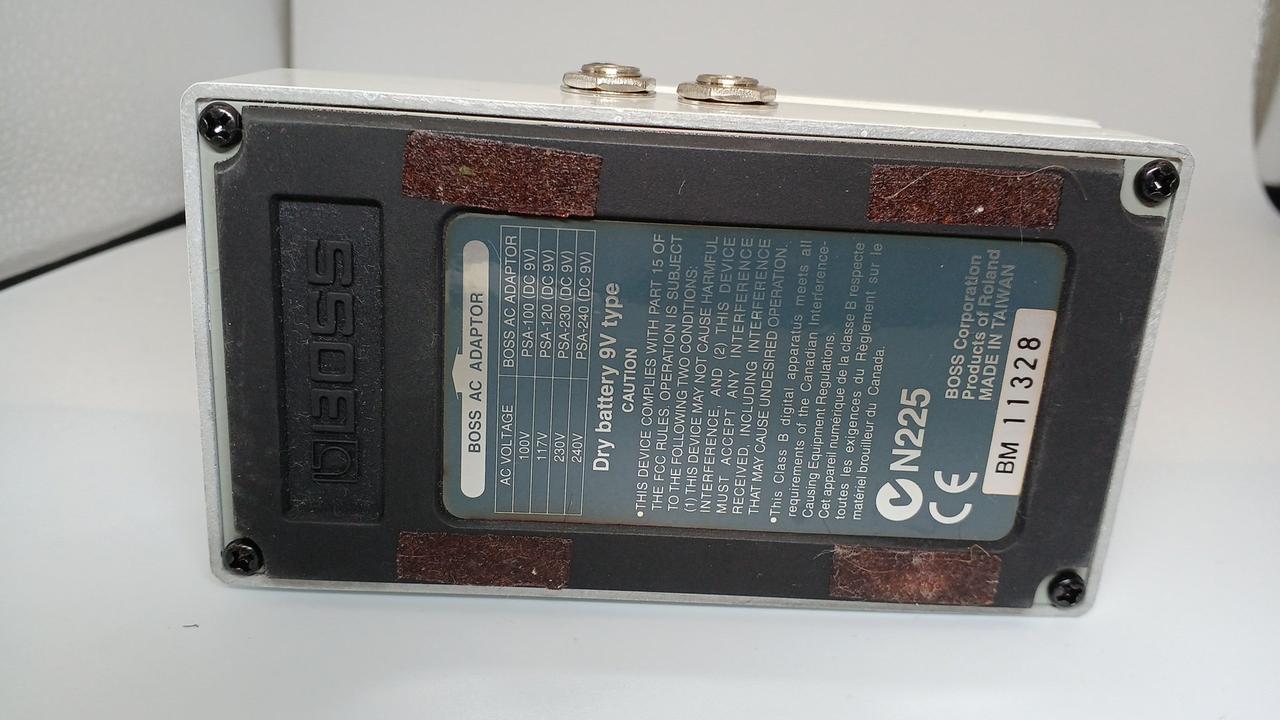 BOSS
BOSS AC ADAPTOR
AC VOLTAGE BOSS AC ADAPTOR
100V PSA-100 (DC 9V)
117V PSA-120 (DC 9V)
230V PSA-230 (DC 9V)
240V PSA-240 (DC 9V)
Dry battery 9V type
CAUTION
•THIS DEVICE COMPLIES WITH PART 15 OF
THE FCC RULES. OPERATION IS SUBJECT
TO THE FOLLOWING TWO CONDITIONS:
(1) THIS DEVICE MAY NOT CAUSE HARMFUL
INTERFERENCE, AND (2) THIS DEVICE
MUST ACCEPT ANY INTERFERENCE
RECEIVED, INCLUDING INTERFERENCE
THAT MAY CAUSE UNDESIRED OPERATION.
•This Class B digital apparatus meets all
requirements of the Canadian Interference-
Causing Equipment Regulations.
Cet appareil numérique de la classe B respecte
toutes les exigences du Règlement sur le
matériel brouilleur du Canada.
N225
CE
BOSS Corporation
Products of Roland
MADE IN TAIWAN
BM 11328